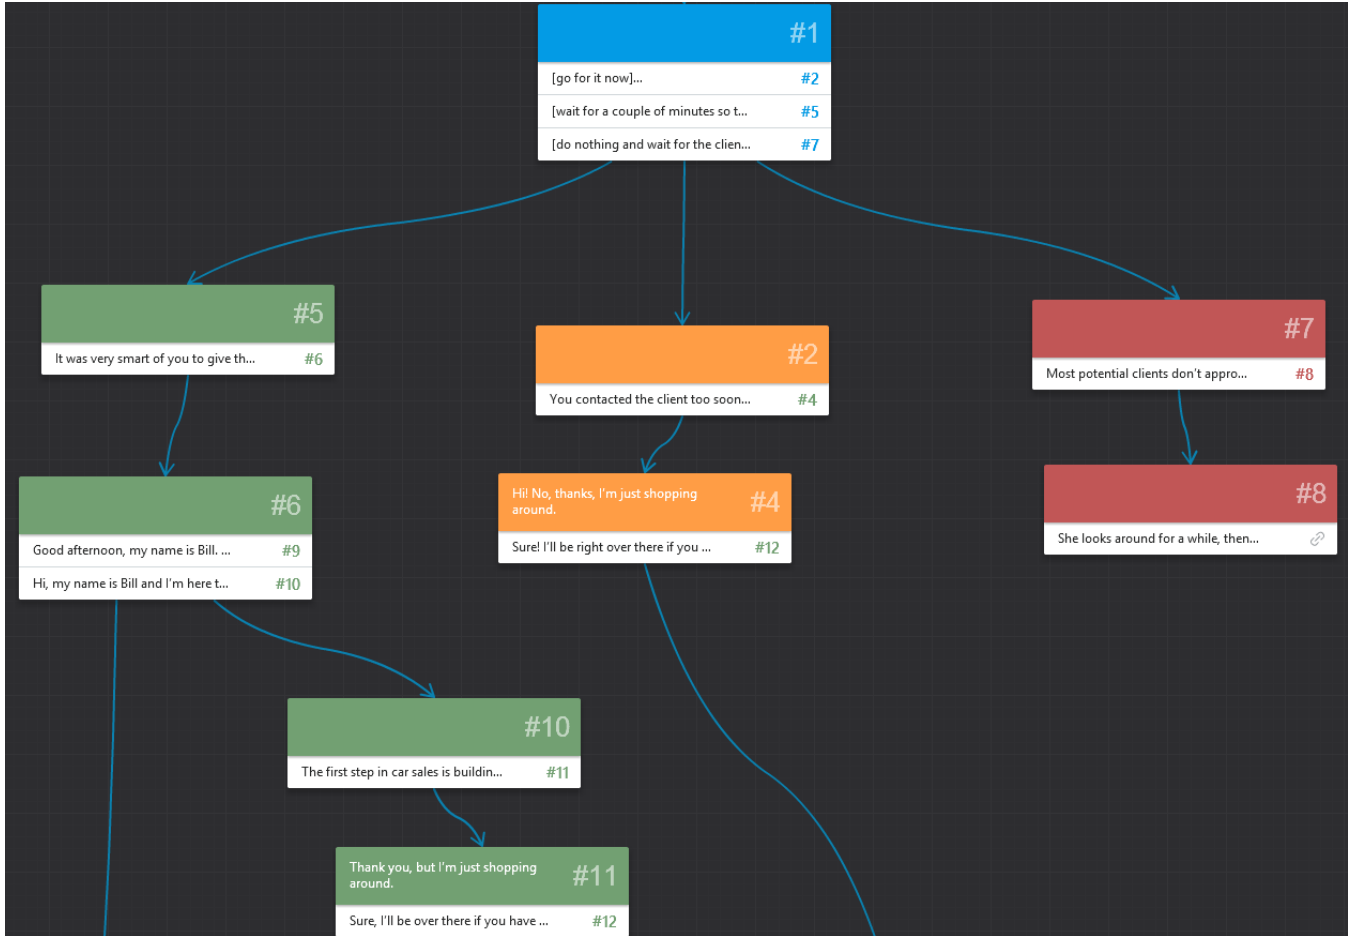 #1
[go for it now]... #2
[wait for a couple of minutes so t... #5
[do nothing and wait for the clien... #7
#5
It was very smart of you to give th... #6
#2
You contacted the client too soon... #4
#7
Most potential clients don't appro... #8
#6
Good afternoon, my name is Bill. ... #9
Hi, my name is Bill and I'm here t... #10
Hi! No, thanks, I'm just shopping
around.
#4
Sure! I'll be right over there if you ... #12
#8
She looks around for a while, then...
#10
The first step in car sales is buildin... #11
Thank you, but I'm just shopping
around.
#11
Sure, I'll be over there if you have ... #12